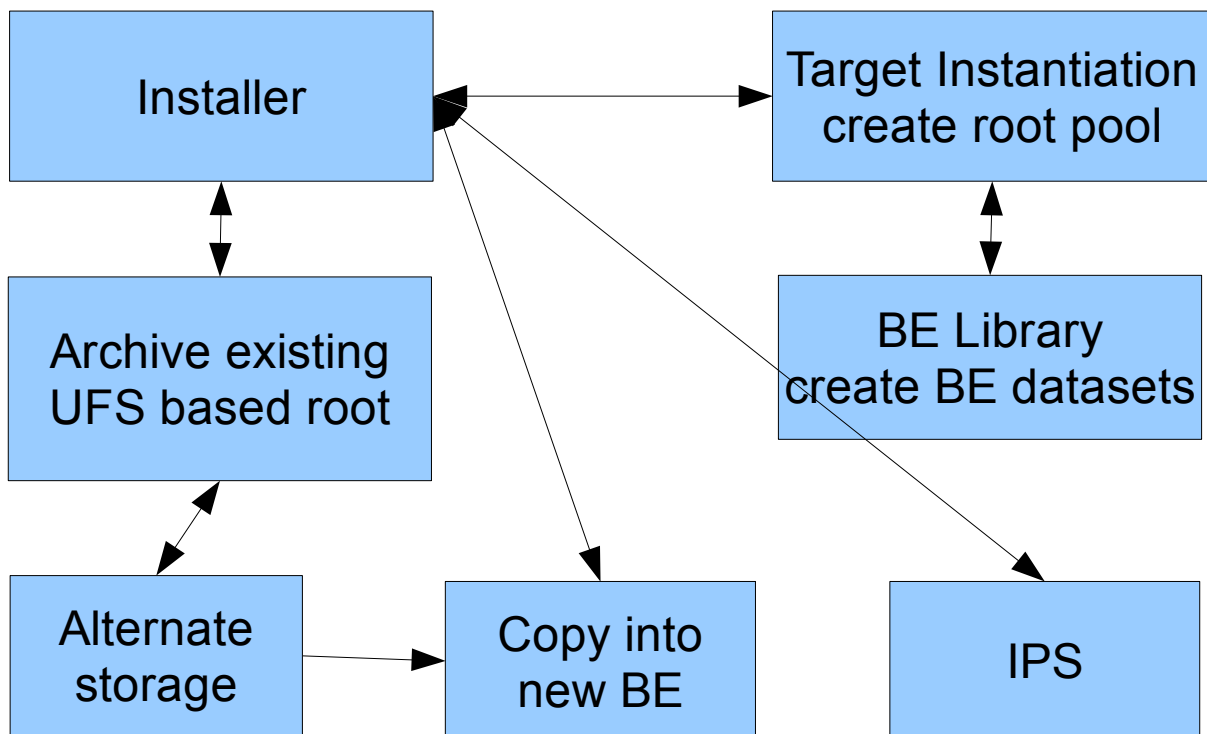 Installer
Target Instantiation
create root pool
Archive existing
UFS based root
BE Library
create BE datasets
Alternate
storage
Copy into
new BE
IPS